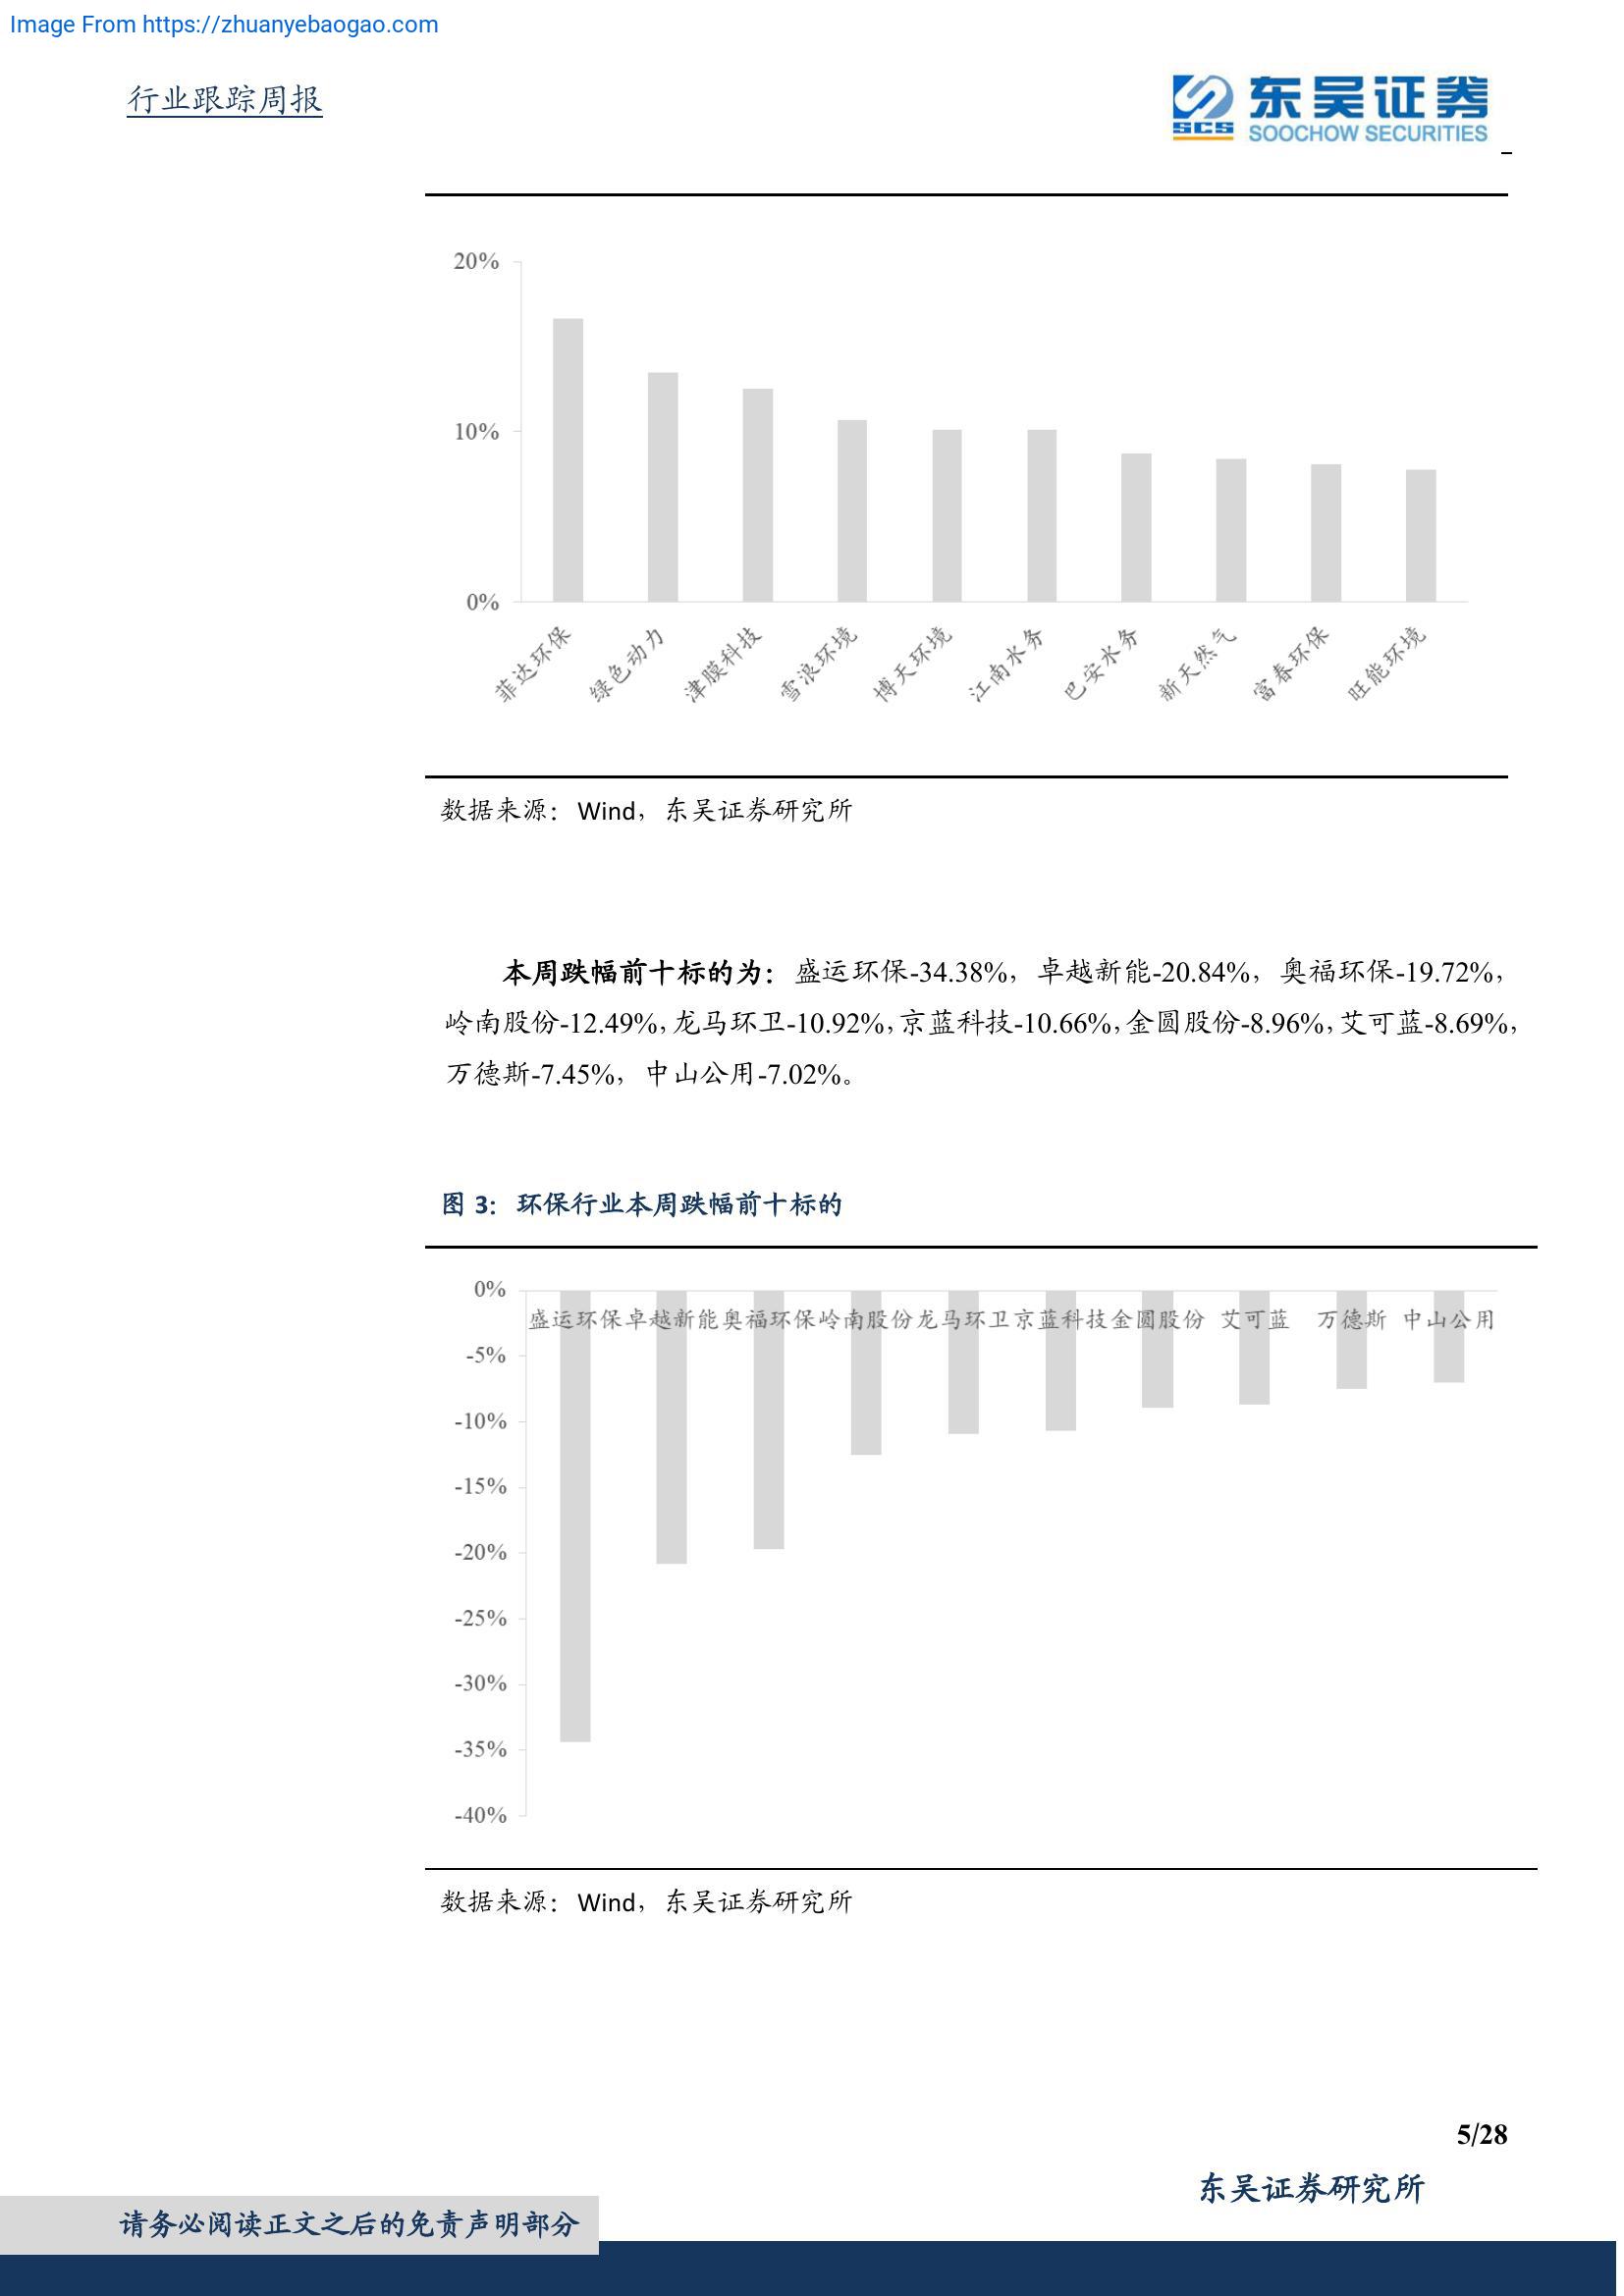 Image From https://zhuanyebaogao.com
行业跟踪周报
东吴证券
SCS
SOOCHOW SECURITIES
20%
10%
0%
菲达环保
绿色动力
津膜科技
雪浪环境
博天环境
江南水务
巴安水务
新天然气
富春环保
旺能环境
数据来源：Wind，东吴证券研究所
本周跌幅前十标的为：盛运环保-34.38%，卓越新能-20.84%，奥福环保-19.72%，
岭南股份-12.49%，龙马环卫-10.92%，京蓝科技-10.66%，金圆股份-8.96%，艾可蓝-8.69%，
万德斯-7.45%，中山公用-7.02%。
图 3：环保行业本周跌幅前十标的
0%
盛运环保 卓越新能 奥福环保 岭南股份 龙马环卫 京蓝科技 金圆股份 艾可蓝 万德斯 中山公用
-5%
-10%
-15%
-20%
-25%
-30%
-35%
-40%
数据来源：Wind，东吴证券研究所
5/28
东吴证券研究所
请务必阅读正文之后的免责声明部分